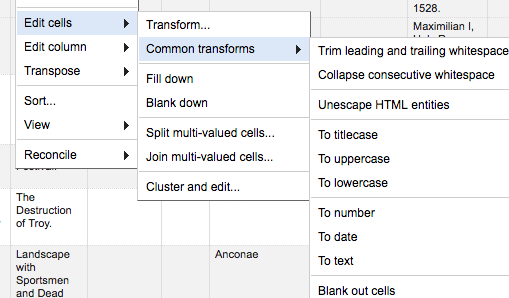 Edit cells
Edit column
Transpose
Sort...
View
Reconcile
Transform...
Common transforms
Fill down
Blank down
Split multi-valued cells...
Join multi-valued cells...
Cluster and edit...
Trim leading and trailing whitespace
Collapse consecutive whitespace
Unescape HTML entities
To titlecase
To uppercase
To lowercase
To number
To date
To text
Blank out cells
1528.
Maximilian I,
The
Destruction
of Troy.
Landscape
with
Sportsmen
and Dead
Anconae